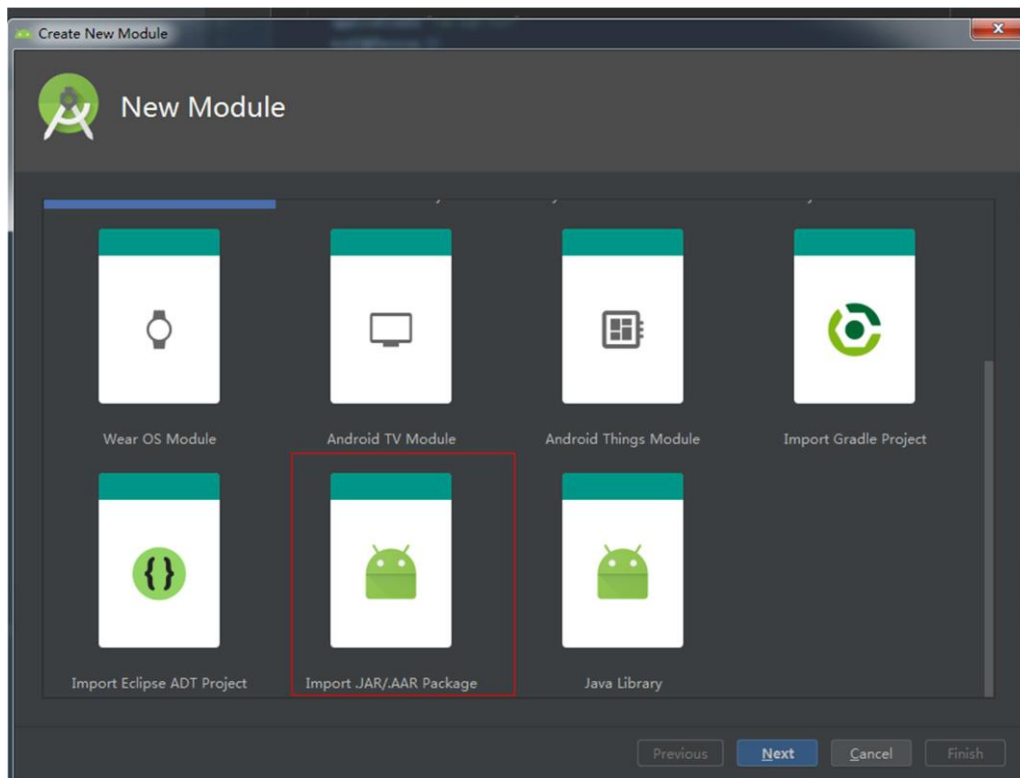 Create New Module
New Module
Wear OS Module
Android TV Module
Android Things Module
Import Gradle Project
Import Eclipse ADT Project
Import .JAR/.AAR Package
Java Library
Previous
Next
Cancel
Finish